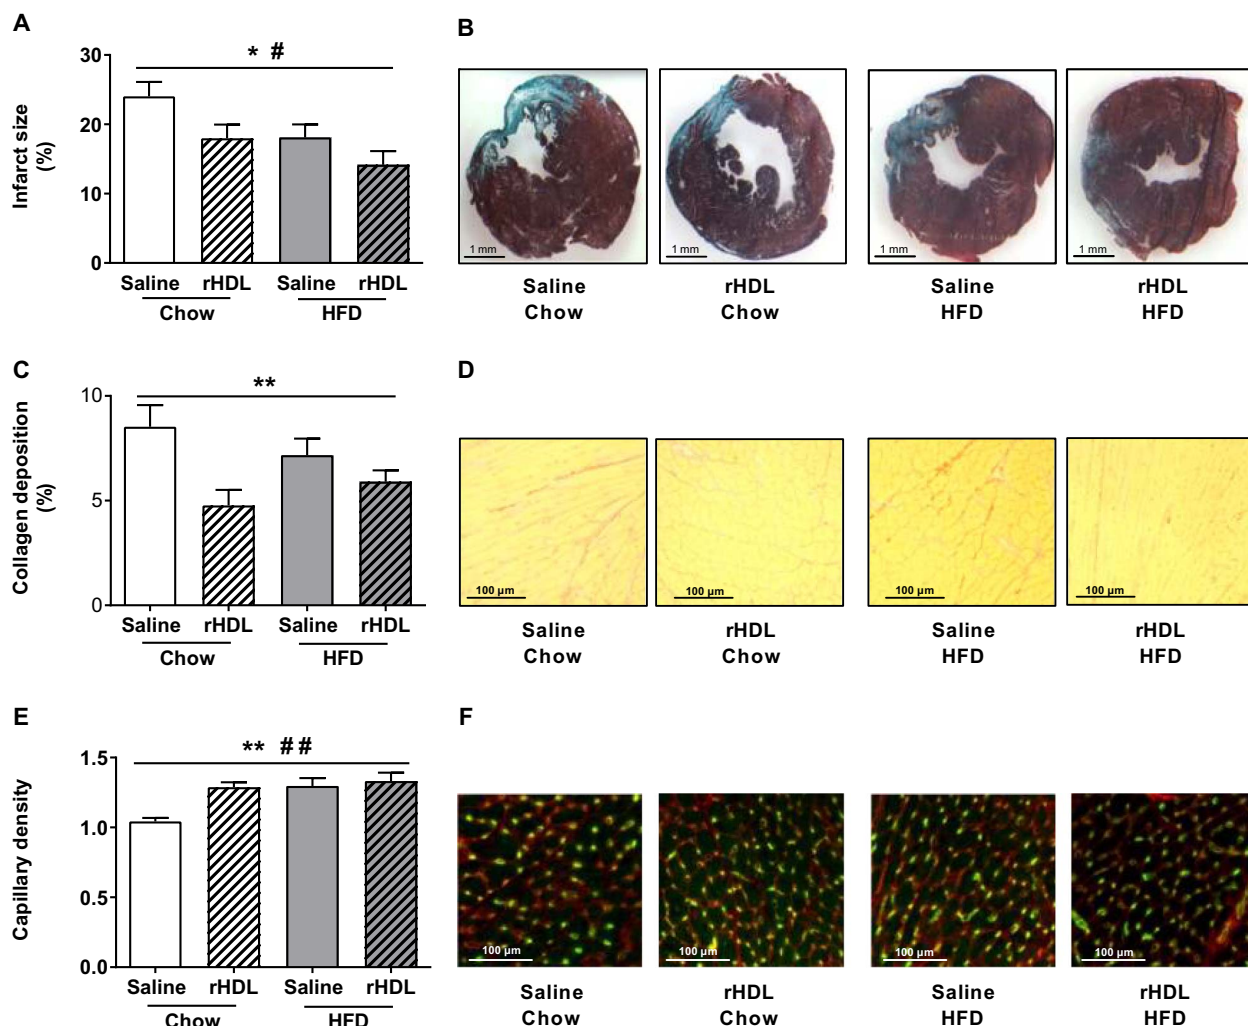 A
Infarct size
(%)
30
20
10
0
* #
Saline
rHDL
Saline
rHDL
Chow
HFD
B
1 mm
1 mm
1 mm
1 mm
Saline
Chow
rHDL
Chow
Saline
HFD
rHDL
HFD
C
Collagen deposition
(%)
10
5
0
**
Saline
rHDL
Saline
rHDL
Chow
HFD
D
100 µm
100 µm
100 µm
100 µm
Saline
Chow
rHDL
Chow
Saline
HFD
rHDL
HFD
E
Capillary density
1.5
1.0
0.5
0.0
** ##
Saline
rHDL
Saline
rHDL
Chow
HFD
F
100 µm
100 µm
100 µm
100 µm
Saline
Chow
rHDL
Chow
Saline
HFD
rHDL
HFD